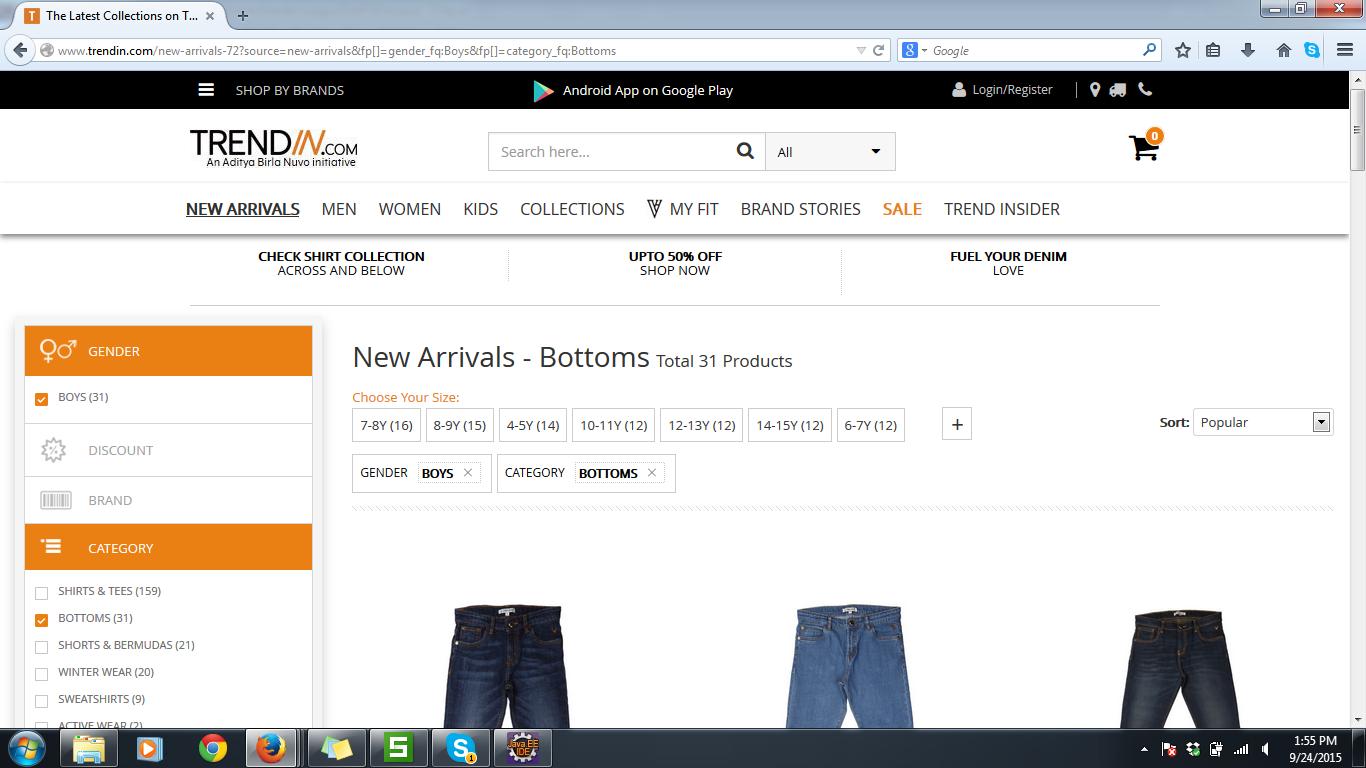 The Latest Collections on T...
www.trendin.com/new-arrivals-72?source=new-arrivals&fp[]=gender_fq:Boys&fp[]=category_fq:Bottoms
Google
SHOP BY BRANDS
Android App on Google Play
Login/Register
TRENDIN.COM
An Aditya Birla Nuvo initiative
Search here...
All
0
NEW ARRIVALS MEN WOMEN KIDS COLLECTIONS MY FIT BRAND STORIES SALE TREND INSIDER
CHECK SHIRT COLLECTION
ACROSS AND BELOW
UPTO 50% OFF
SHOP NOW
FUEL YOUR DENIM
LOVE
GENDER
BOYS (31)
DISCOUNT
BRAND
CATEGORY
SHIRTS & TEES (159)
BOTTOMS (31)
SHORTS & BERMUDAS (21)
WINTER WEAR (20)
SWEATSHIRTS (9)
ACTIVE WEAR (2)
New Arrivals - Bottoms Total 31 Products
Choose Your Size:
7-8Y (16) 8-9Y (15) 4-5Y (14) 10-11Y (12) 12-13Y (12) 14-15Y (12) 6-7Y (12) +
Sort: Popular
GENDER BOYS × CATEGORY BOTTOMS ×
S
1
Java EE
IDE
1:55 PM
9/24/2015